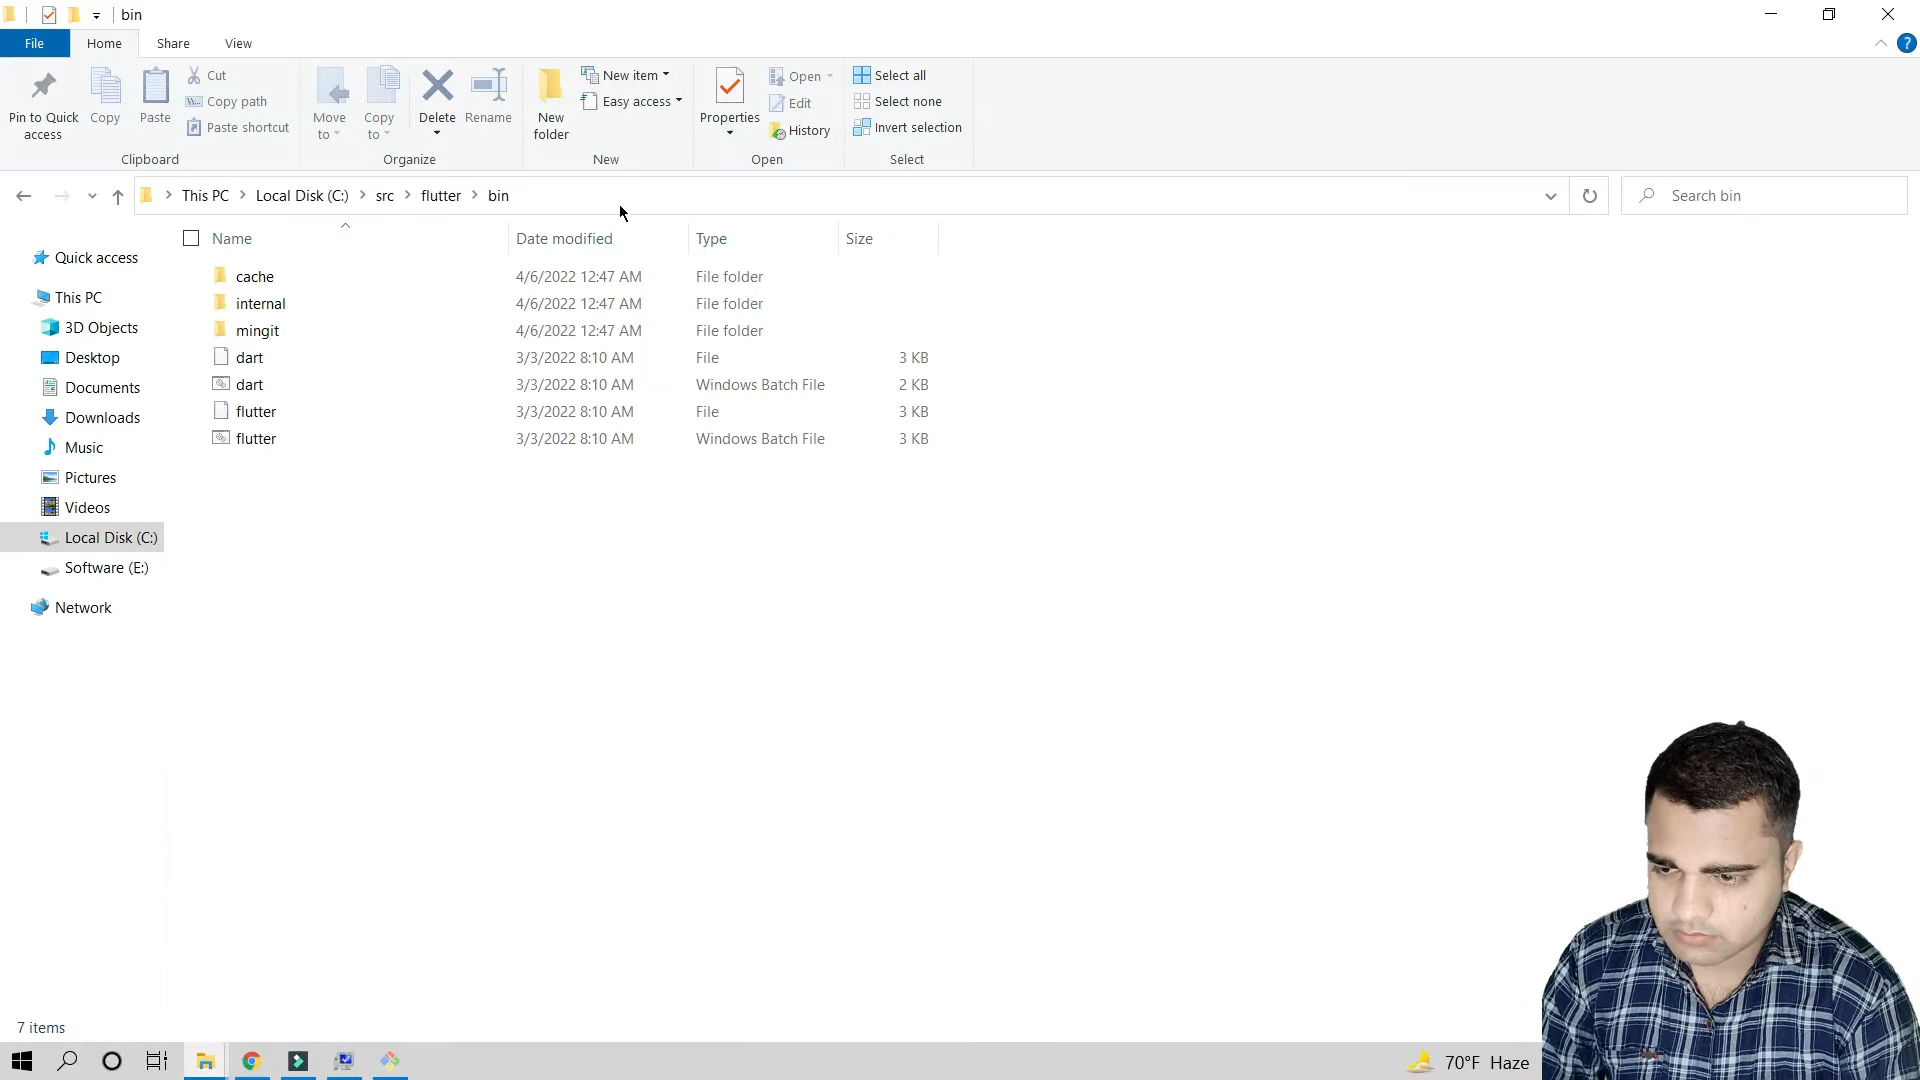 bin
File Home Share View
Pin to Quick access
Copy
Paste
Cut
Copy path
Paste shortcut
Clipboard
Move to
Copy to
Delete
Rename
Organize
New folder
New item
Easy access
New
Properties
Open
Edit
History
Open
Select all
Select none
Invert selection
Select
This PC Local Disk (C:) src flutter bin
Search bin
Name Date modified Type Size
cache 4/6/2022 12:47 AM File folder
internal 4/6/2022 12:47 AM File folder
mingit 4/6/2022 12:47 AM File folder
dart 3/3/2022 8:10 AM File 3 KB
dart 3/3/2022 8:10 AM Windows Batch File 2 KB
flutter 3/3/2022 8:10 AM File 3 KB
flutter 3/3/2022 8:10 AM Windows Batch File 3 KB
Quick access
This PC
3D Objects
Desktop
Documents
Downloads
Music
Pictures
Videos
Local Disk (C:)
Software (E:)
Network
7 items
70°F Haze